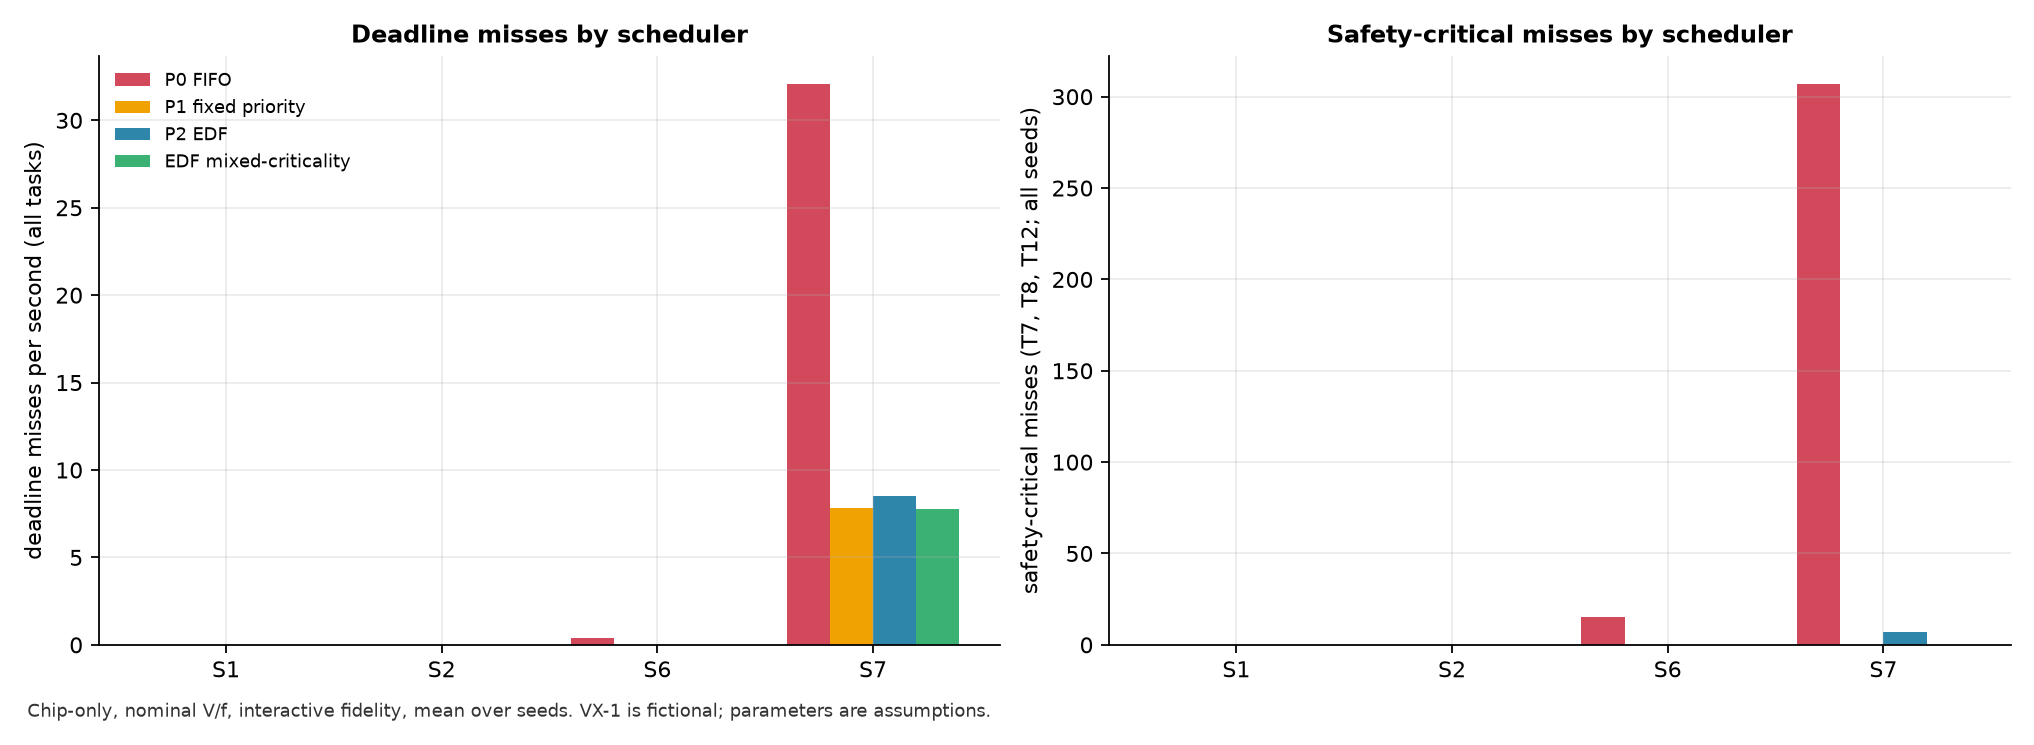 Deadline misses by scheduler
deadline misses per second (all tasks)
30
25
20
15
10
5
0
P0 FIFO
P1 fixed priority
P2 EDF
EDF mixed-criticality
S1 S2 S6 S7
Safety-critical misses by scheduler
safety-critical misses (T7, T8, T12; all seeds)
300
250
200
150
100
50
0
S1 S2 S6 S7
Chip-only, nominal V/f, interactive fidelity, mean over seeds. VX-1 is fictional; parameters are assumptions.